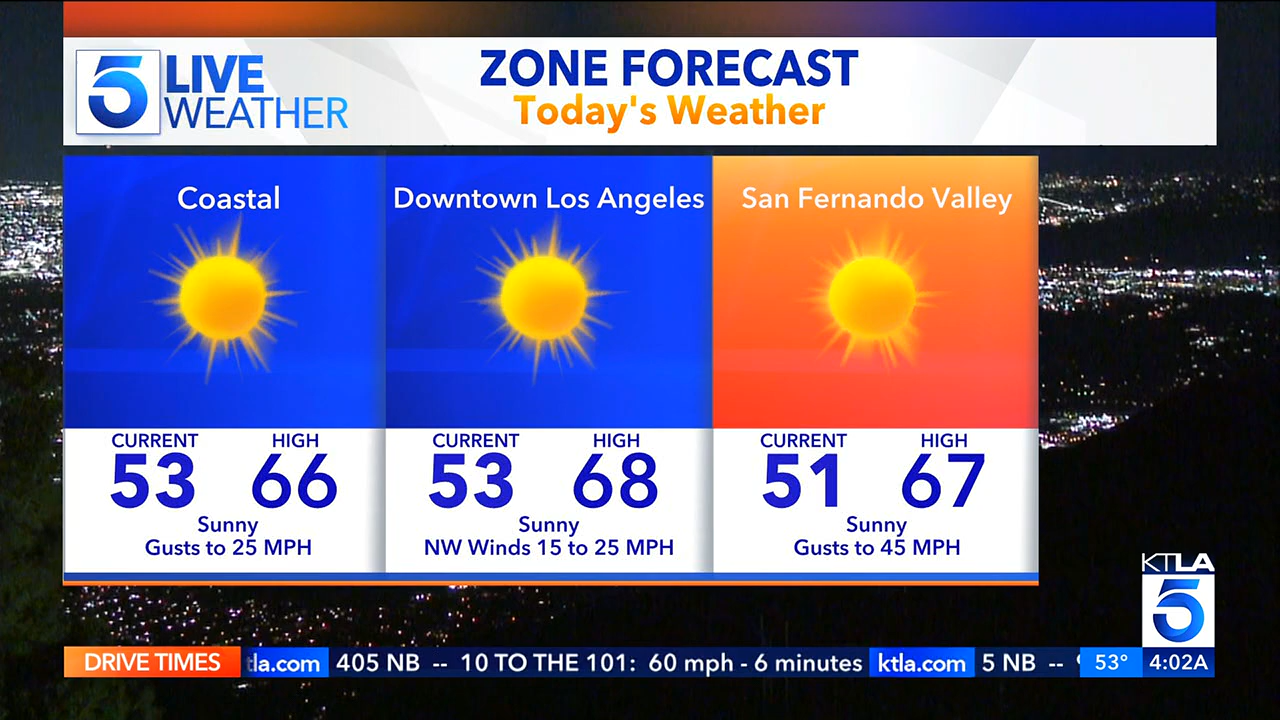 5 LIVE WEATHER
ZONE FORECAST
Today's Weather
Coastal
CURRENT HIGH
53 66
Sunny
Gusts to 25 MPH
Downtown Los Angeles
CURRENT HIGH
53 68
Sunny
NW Winds 15 to 25 MPH
San Fernando Valley
CURRENT HIGH
51 67
Sunny
Gusts to 45 MPH
KTLA
5
DRIVE TIMES tla.com 405 NB -- 10 TO THE 101: 60 mph - 6 minutes ktla.com 5 NB -- 53° 4:02A